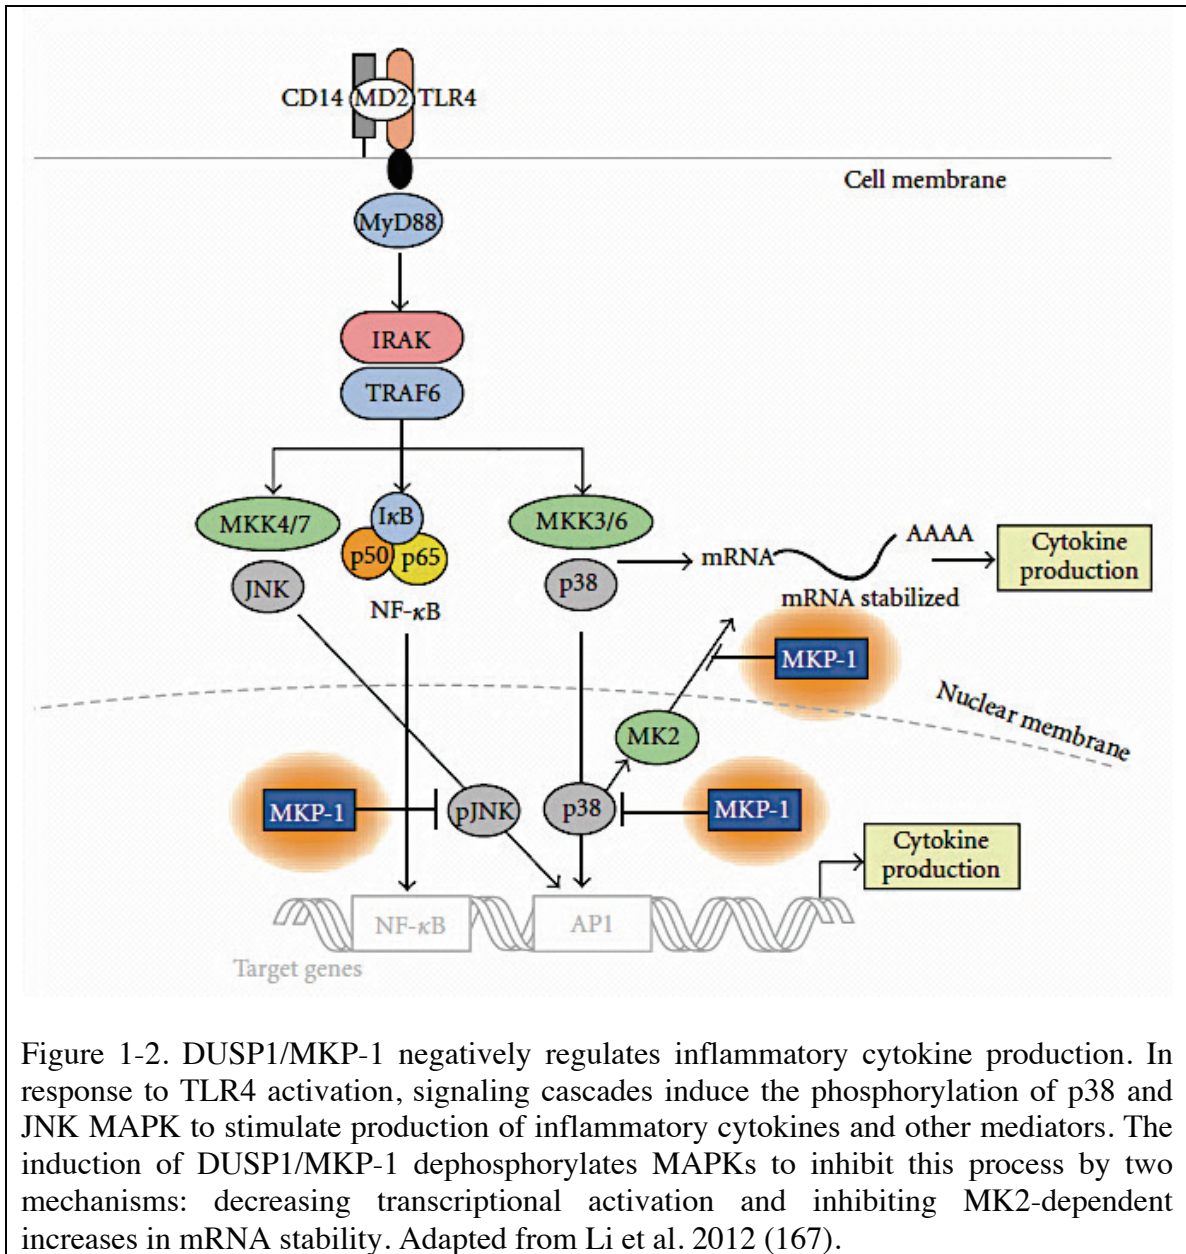 CD14 MD2 TLR4
Cell membrane
MyD88
IRAK
TRAF6
MKK4/7
IκB
MKK3/6
p50 p65
JNK
p38
mRNA
AAAA
Cytokine
production
NF-κB
mRNA stabilized
MKP-1
Nuclear membrane
MK2
MKP-1
pJNK
p38
MKP-1
Cytokine
production
NF-κB
AP1
Target genes
Figure 1-2. DUSP1/MKP-1 negatively regulates inflammatory cytokine production. In
response to TLR4 activation, signaling cascades induce the phosphorylation of p38 and
JNK MAPK to stimulate production of inflammatory cytokines and other mediators. The
induction of DUSP1/MKP-1 dephosphorylates MAPKs to inhibit this process by two
mechanisms: decreasing transcriptional activation and inhibiting MK2-dependent
increases in mRNA stability. Adapted from Li et al. 2012 (167).